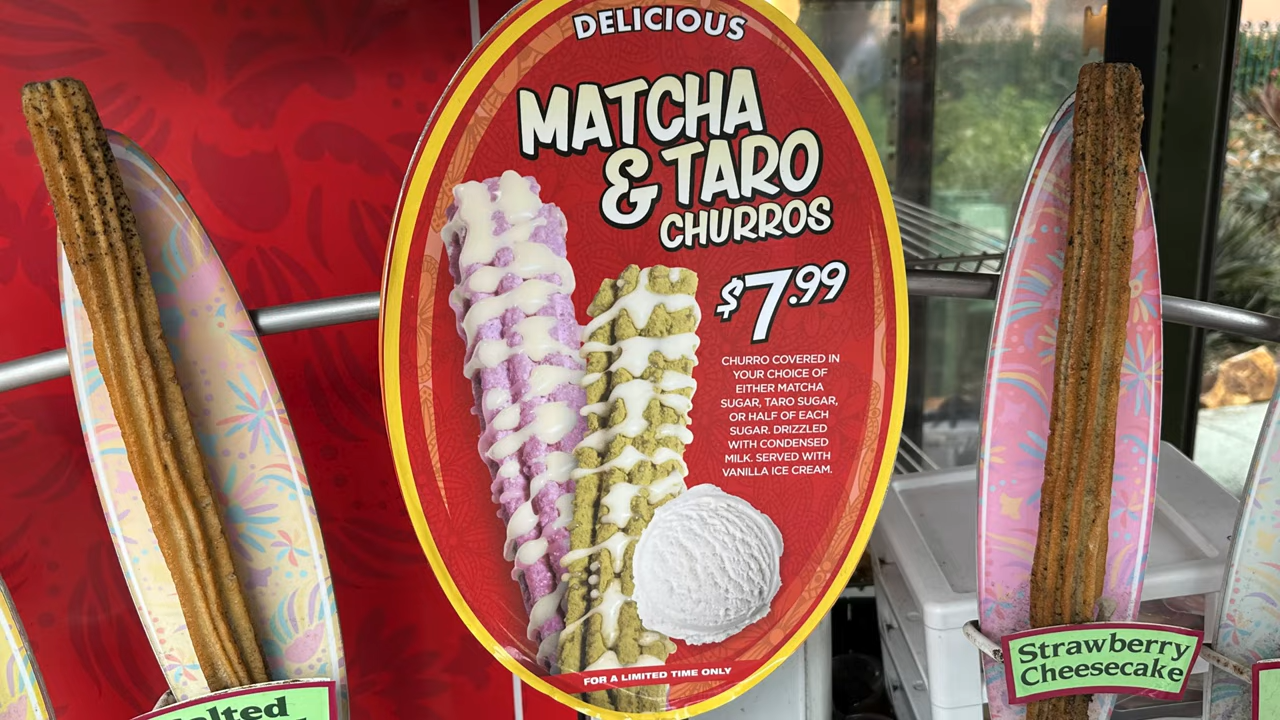 DELICIOUS
MATCHA
& TARO
CHURROS
$7.99
CHURRO COVERED IN
YOUR CHOICE OF
EITHER MATCHA
SUGAR, TARO SUGAR,
OR HALF OF EACH
SUGAR. DRIZZLED
WITH CONDENSED
MILK. SERVED WITH
VANILLA ICE CREAM.
FOR A LIMITED TIME ONLY
Strawberry
Cheesecake